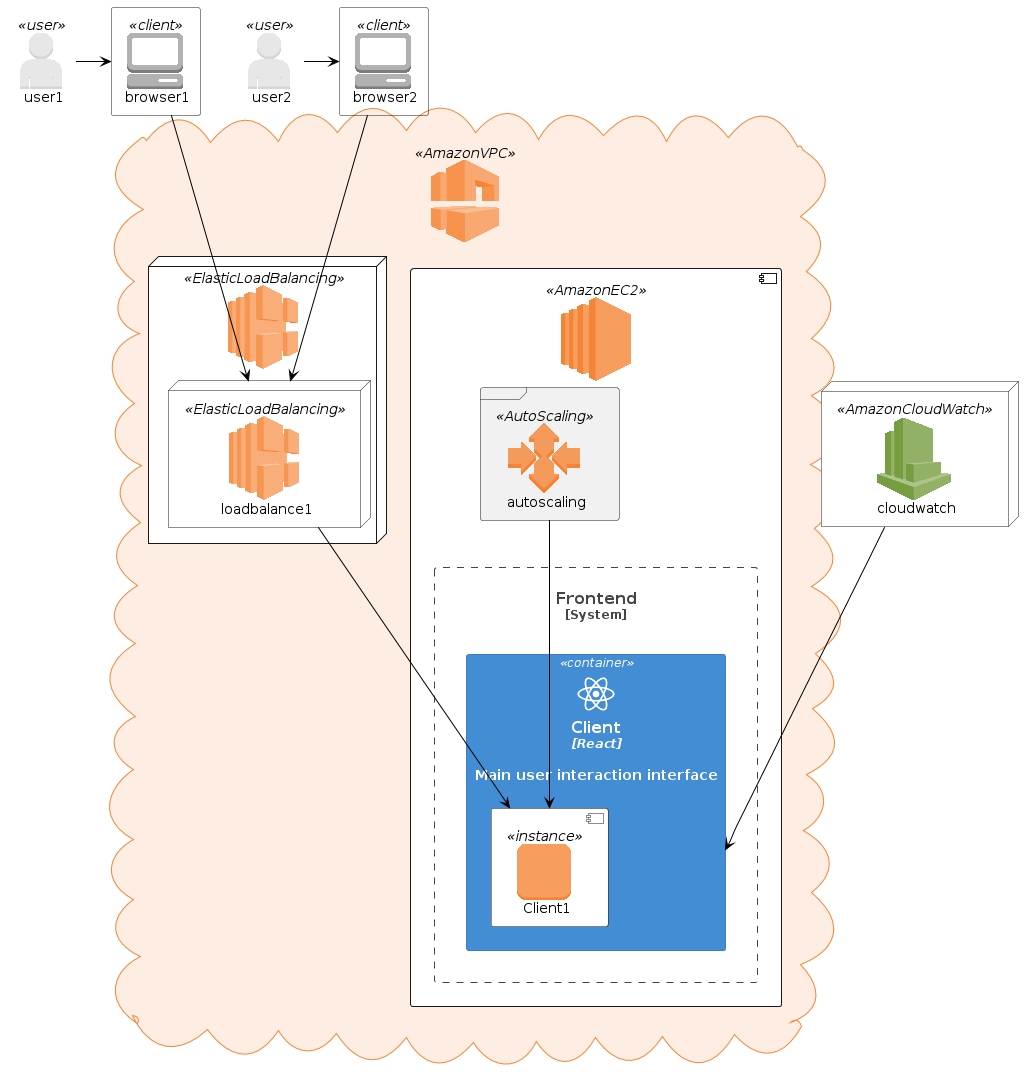 «user»
user1
«client»
browser1
«user»
user2
«client»
browser2
«AmazonVPC»
«ElasticLoadBalancing»
«ElasticLoadBalancing»
loadbalance1
«AmazonEC2»
«AutoScaling»
autoscaling
«AmazonCloudWatch»
cloudwatch
Frontend
[System]
«container»
Client
[React]
Main user interaction interface
«instance»
Client1